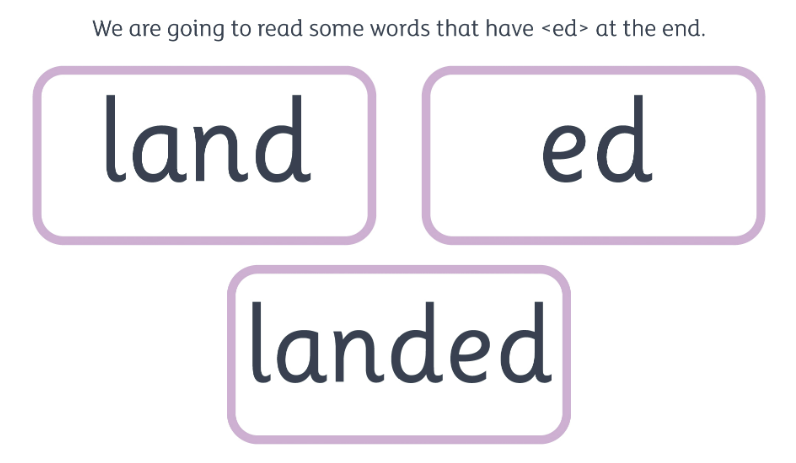 We are going to read some words that have <ed> at the end.
land
ed
landed